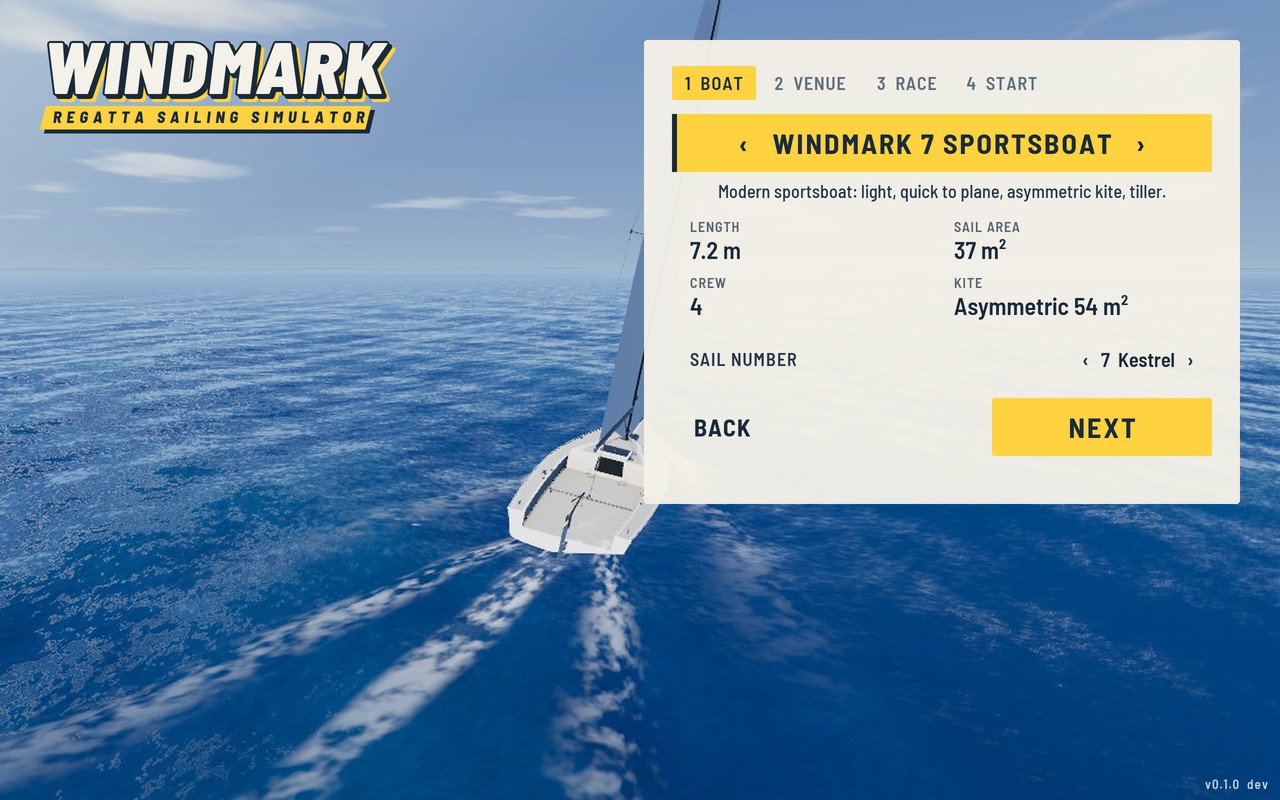 WINDMARK
REGATTA SAILING SIMULATOR
1 BOAT 2 VENUE 3 RACE 4 START
‹ WINDMARK 7 SPORTSBOAT ›
Modern sportsboat: light, quick to plane, asymmetric kite, tiller.
LENGTH SAIL AREA
7.2 m 37 m²
CREW KITE
4 Asymmetric 54 m²
SAIL NUMBER ‹ 7 Kestrel ›
BACK NEXT
v0.1.0 dev